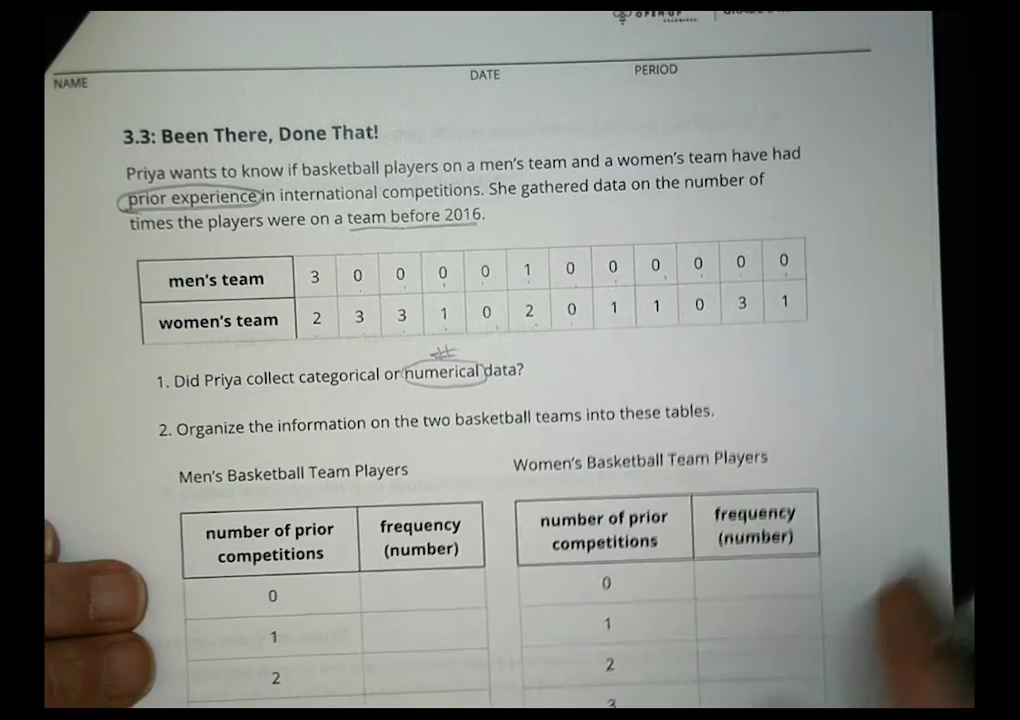 OPEN UP
NAME
DATE
PERIOD
3.3: Been There, Done That!
Priya wants to know if basketball players on a men's team and a women's team have had
prior experience in international competitions. She gathered data on the number of
times the players were on a team before 2016.
men's team 3 0 0 0 0 1 0 0 0 0 0 0
women's team 2 3 3 1 0 2 0 1 1 0 3 1
#
1. Did Priya collect categorical or numerical data?
2. Organize the information on the two basketball teams into these tables.
Men's Basketball Team Players
number of prior competitions
frequency (number)
0
1
2
Women's Basketball Team Players
number of prior competitions
frequency (number)
0
1
2
3